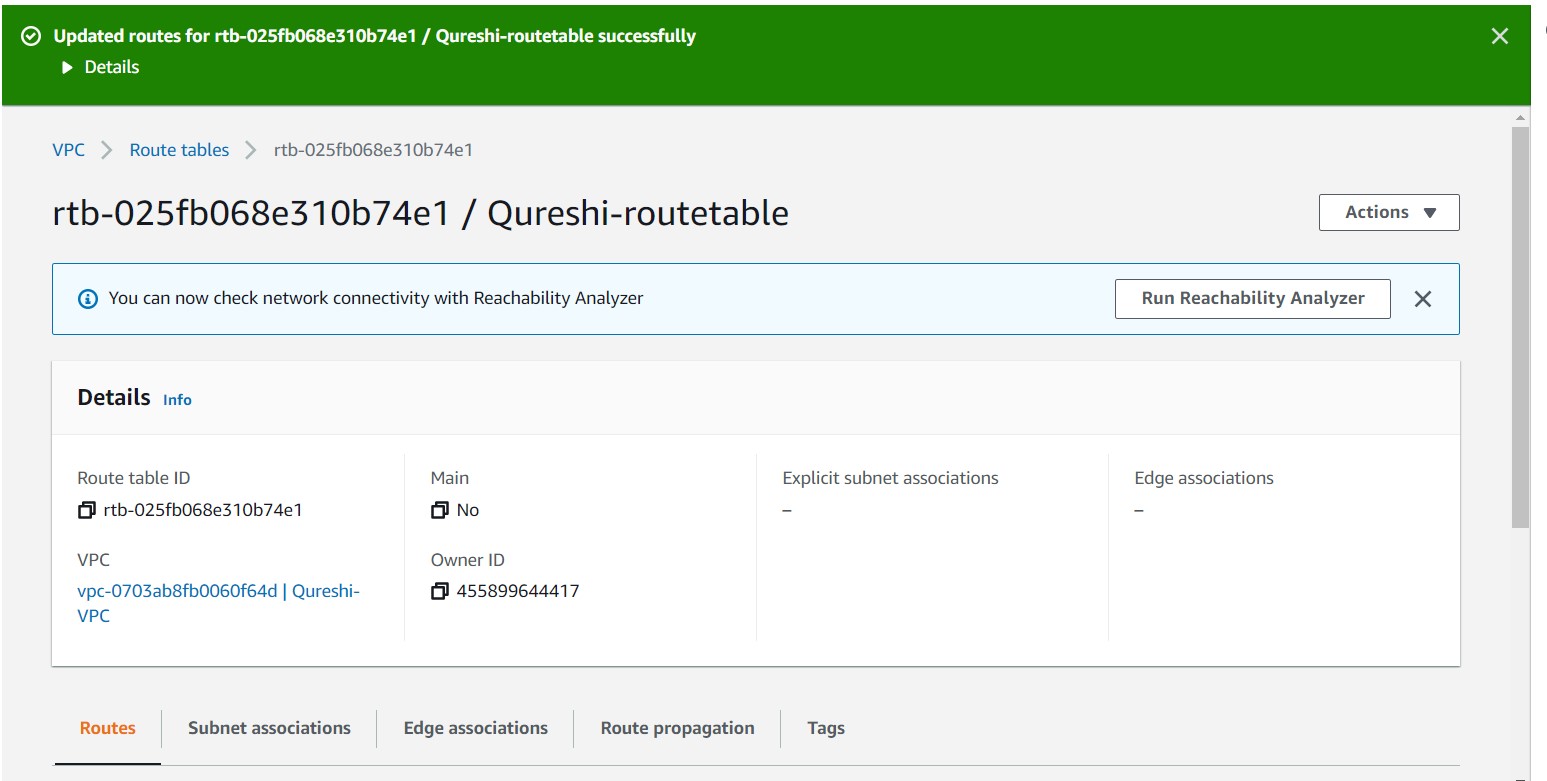 Updated routes for rtb-025fb068e310b74e1 / Qureshi-routetable successfully
Details
VPC > Route tables > rtb-025fb068e310b74e1
rtb-025fb068e310b74e1 / Qureshi-routetable
Actions
You can now check network connectivity with Reachability Analyzer
Run Reachability Analyzer
Details Info
Route table ID
rtb-025fb068e310b74e1
Main
No
Explicit subnet associations
–
Edge associations
–
VPC
vpc-0703ab8fb0060f64d | Qureshi-
VPC
Owner ID
455899644417
Routes
Subnet associations
Edge associations
Route propagation
Tags